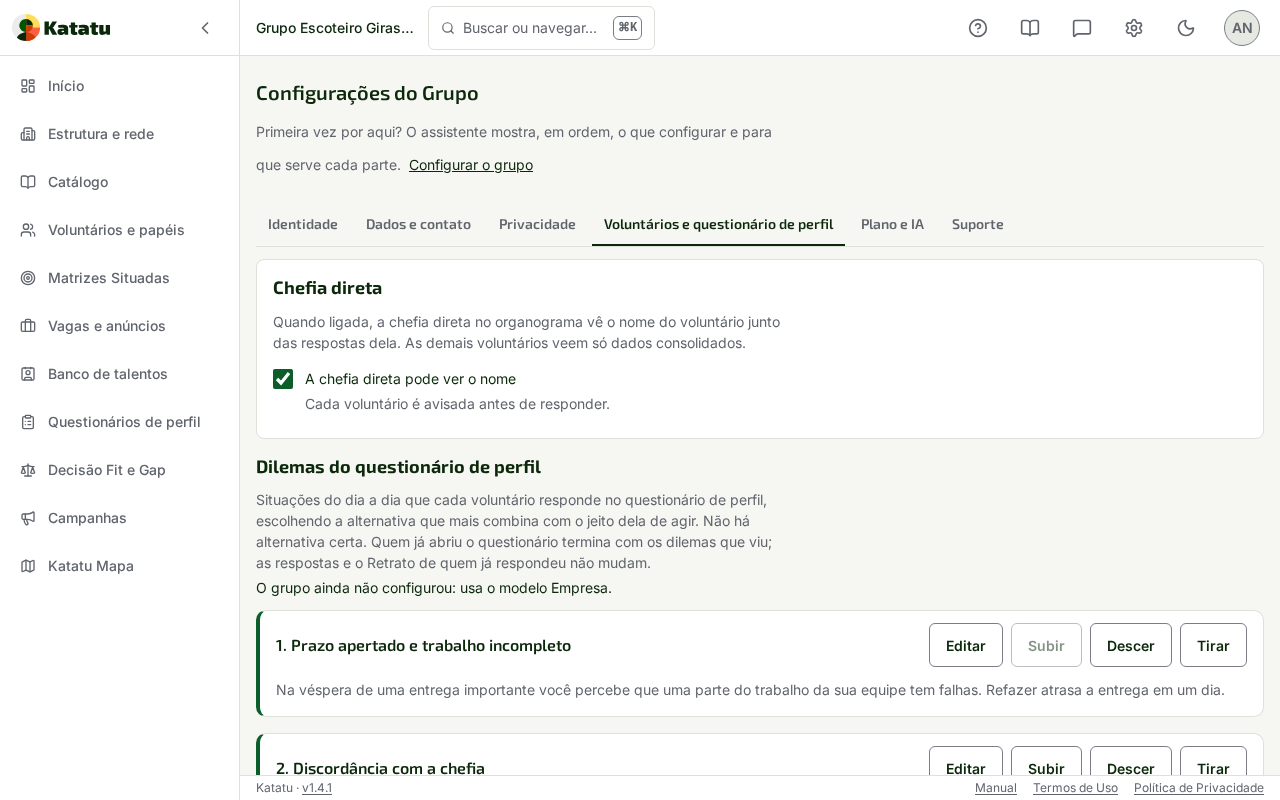 Katatu
Grupo Escoteiro Giras...
Buscar ou navegar...
⌘K
AN
Início
Estrutura e rede
Catálogo
Voluntários e papéis
Matrizes Situadas
Vagas e anúncios
Banco de talentos
Questionários de perfil
Decisão Fit e Gap
Campanhas
Katatu Mapa
Configurações do Grupo
Primeira vez por aqui? O assistente mostra, em ordem, o que configurar e para
que serve cada parte. Configurar o grupo
Identidade
Dados e contato
Privacidade
Voluntários e questionário de perfil
Plano e IA
Suporte
Chefia direta
Quando ligada, a chefia direta no organograma vê o nome do voluntário junto
das respostas dela. As demais voluntários veem só dados consolidados.
A chefia direta pode ver o nome
Cada voluntário é avisada antes de responder.
Dilemas do questionário de perfil
Situações do dia a dia que cada voluntário responde no questionário de perfil,
escolhendo a alternativa que mais combina com o jeito dela de agir. Não há
alternativa certa. Quem já abriu o questionário termina com os dilemas que viu;
as respostas e o Retrato de quem já respondeu não mudam.
O grupo ainda não configurou: usa o modelo Empresa.
1. Prazo apertado e trabalho incompleto
Editar
Subir
Descer
Tirar
Na véspera de uma entrega importante você percebe que uma parte do trabalho da sua equipe tem falhas. Refazer atrasa a entrega em um dia.
2. Discordância com a chefia
Editar
Subir
Descer
Tirar
Katatu · v1.4.1
Manual
Termos de Uso
Política de Privacidade